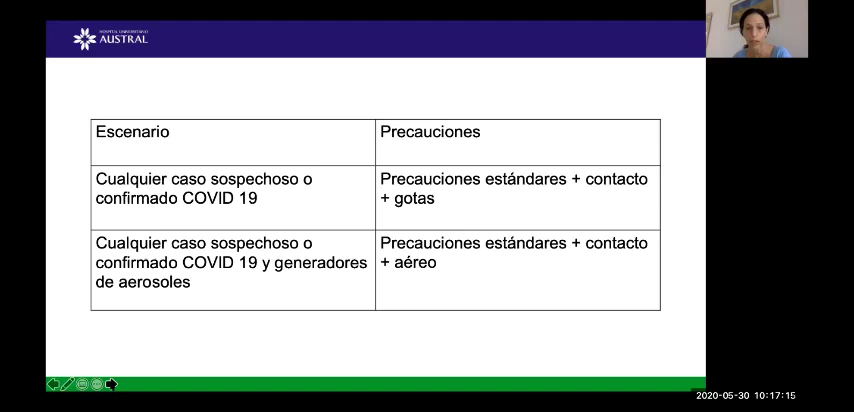 HOSPITAL UNIVERSITARIO
AUSTRAL
Escenario
Precauciones
Cualquier caso sospechoso o
confirmado COVID 19
Precauciones estándares + contacto
+ gotas
Cualquier caso sospechoso o
confirmado COVID 19 y generadores
de aerosoles
Precauciones estándares + contacto
+ aéreo
2020-05-30 10:17:15